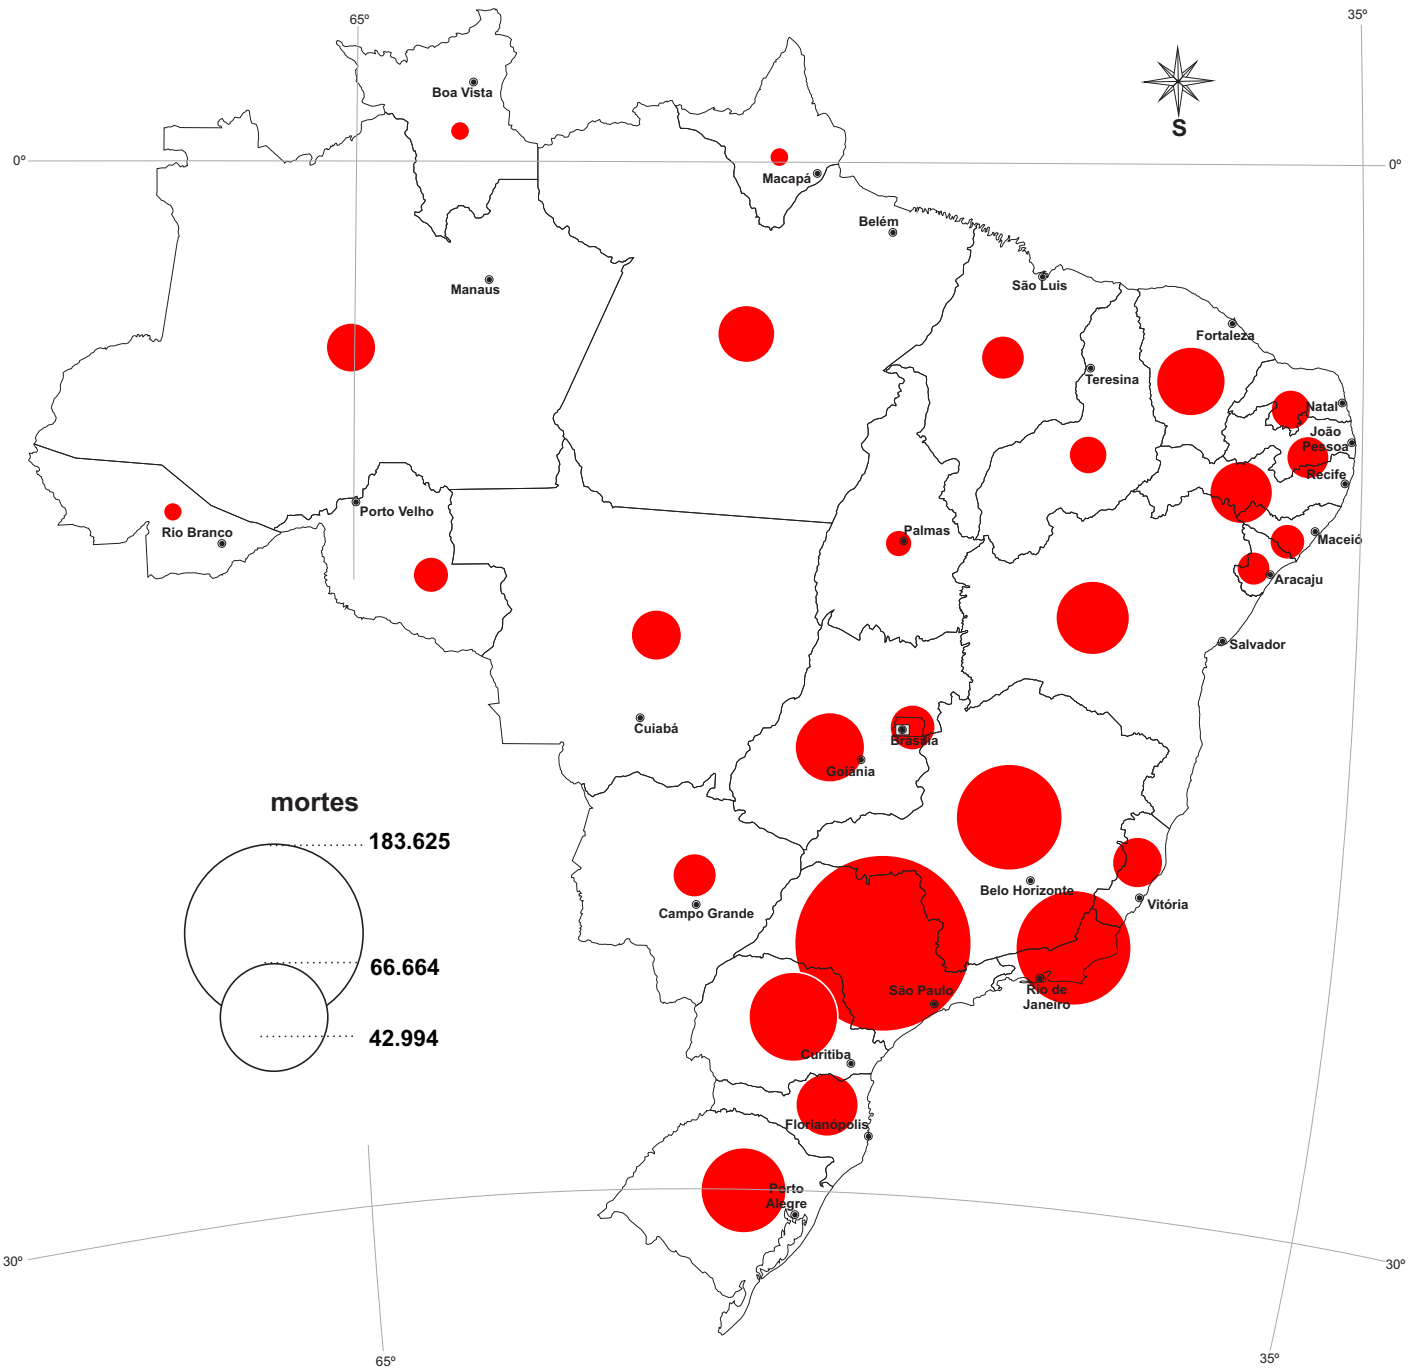 65º
35º
Boa Vista
S
0º
0º
Macapá
Belém
Manaus
São Luis
Fortaleza
Teresina
Natal
João
Pessoa
Recife
Porto Velho
Rio Branco
Palmas
Maceió
Aracaju
Salvador
Cuiabá
Brasília
Goiânia
mortes
183.625
66.664
42.994
Belo Horizonte
Vitória
Campo Grande
São Paulo
Rio de
Janeiro
Curitiba
Florianópolis
Porto
Alegre
30º
30º
65º
35º